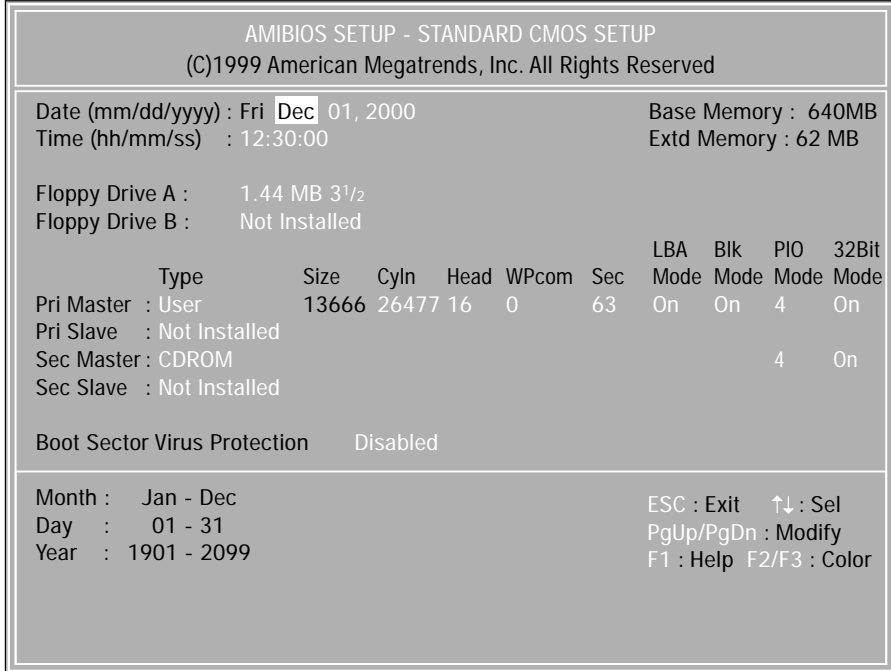 AMIBIOS SETUP - STANDARD CMOS SETUP
(C)1999 American Megatrends, Inc. All Rights Reserved
Date (mm/dd/yyyy) : Fri Dec 01, 2000 Base Memory : 640MB
Time (hh/mm/ss) : 12:30:00 Extd Memory : 62 MB
Floppy Drive A : 1.44 MB 3 1/2
Floppy Drive B : Not Installed
LBA Blk PIO 32Bit
Type Size Cyln Head WPcom Sec Mode Mode Mode Mode
Pri Master : User 13666 26477 16 0 63 On On 4 On
Pri Slave : Not Installed
Sec Master : CDROM 4 On
Sec Slave : Not Installed
Boot Sector Virus Protection Disabled
Month : Jan - Dec
Day : 01 - 31
Year : 1901 - 2099
ESC : Exit ↑↓ : Sel
PgUp/PgDn : Modify
F1 : Help F2/F3 : Color